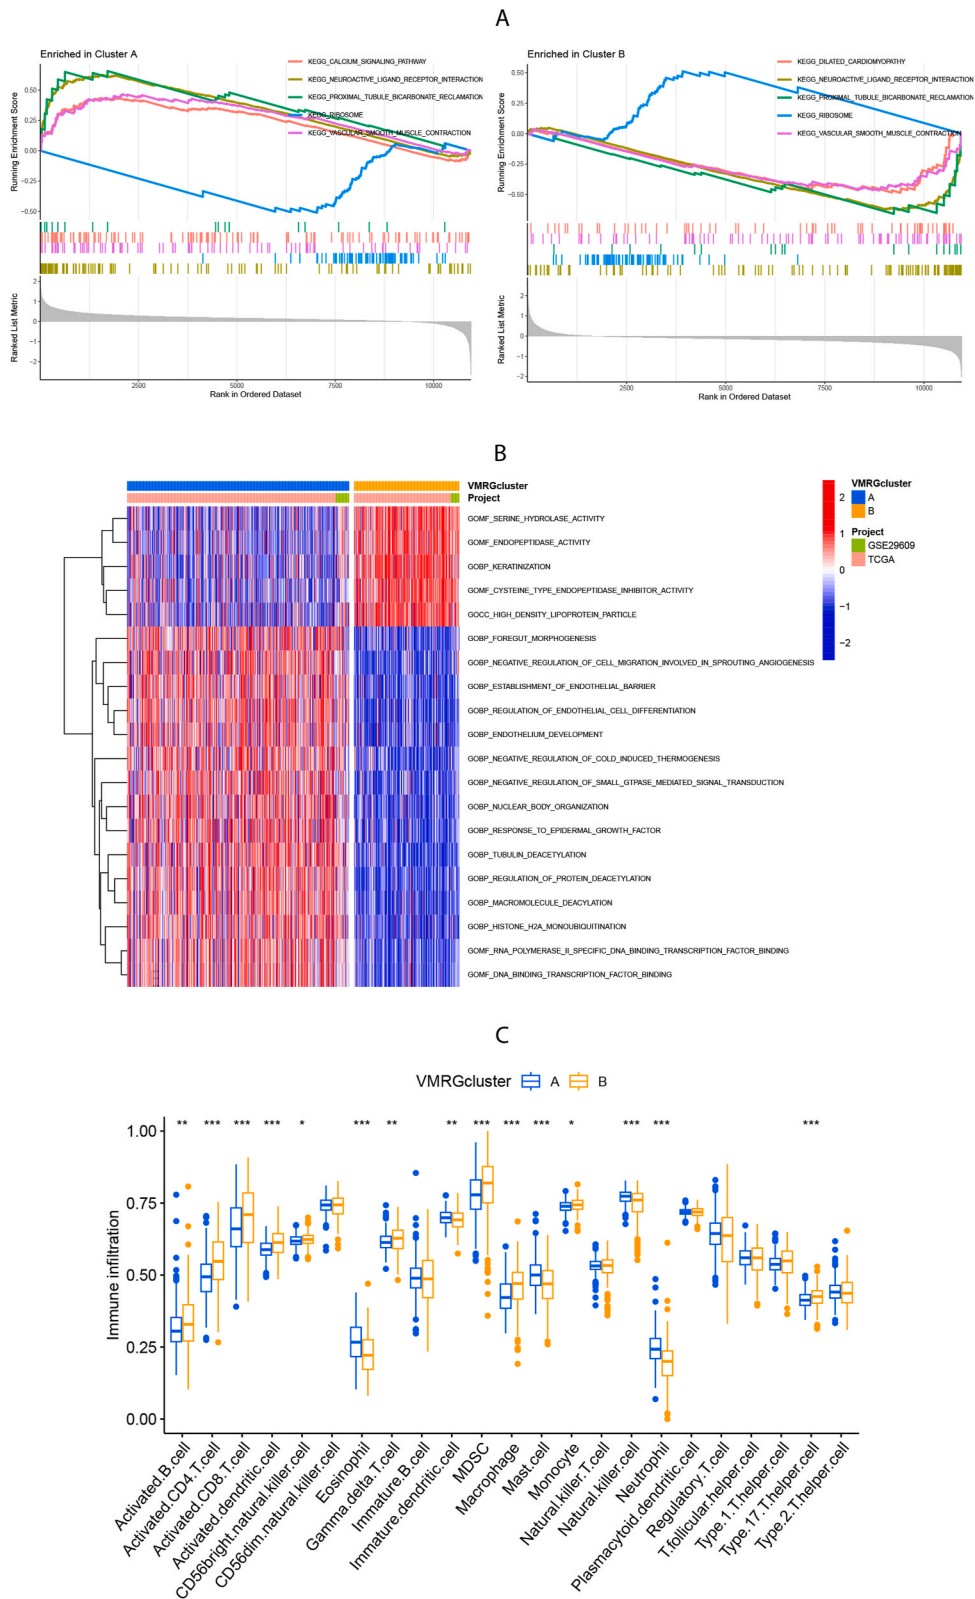 A
Enriched in Cluster A
KEGG_CALCIUM_SIGNALING_PATHWAY
KEGG_NEUROACTIVE_LIGAND_RECEPTOR_INTERACTION
KEGG_PROXIMAL_TUBULE_BICARBONATE_RECLAMATION
KEGG_RIBOSOME
KEGG_VASCULAR_SMOOTH_MUSCLE_CONTRACTION
Running Enrichment Score
0.50
0.25
0.00
−0.25
−0.50
Ranked List Metric
2
1
0
−1
−2
2500
5000
7500
10000
Rank in Ordered Dataset
Enriched in Cluster B
KEGG_DILATED_CARDIOMYOPATHY
KEGG_NEUROACTIVE_LIGAND_RECEPTOR_INTERACTION
KEGG_PROXIMAL_TUBULE_BICARBONATE_RECLAMATION
KEGG_RIBOSOME
KEGG_VASCULAR_SMOOTH_MUSCLE_CONTRACTION
Running Enrichment Score
0.50
0.25
0.00
−0.25
−0.50
Ranked List Metric
2
1
0
−1
−2
2500
5000
7500
10000
Rank in Ordered Dataset
B
VMRGcluster
Project
GOMF_SERINE_HYDROLASE_ACTIVITY
GOMF_ENDOPEPTIDASE_ACTIVITY
GOBP_KERATINIZATION
GOMF_CYSTEINE_TYPE_ENDOPEPTIDASE_INHIBITOR_ACTIVITY
GOCC_HIGH_DENSITY_LIPOPROTEIN_PARTICLE
GOBP_FOREGUT_MORPHOGENESIS
GOBP_NEGATIVE_REGULATION_OF_CELL_MIGRATION_INVOLVED_IN_SPROUTING_ANGIOGENESIS
GOBP_ESTABLISHMENT_OF_ENDOTHELIAL_BARRIER
GOBP_REGULATION_OF_ENDOTHELIAL_CELL_DIFFERENTIATION
GOBP_ENDOTHELIUM_DEVELOPMENT
GOBP_NEGATIVE_REGULATION_OF_COLD_INDUCED_THERMOGENESIS
GOBP_NEGATIVE_REGULATION_OF_SMALL_GTPASE_MEDIATED_SIGNAL_TRANSDUCTION
GOBP_NUCLEAR_BODY_ORGANIZATION
GOBP_RESPONSE_TO_EPIDERMAL_GROWTH_FACTOR
GOBP_TUBULIN_DEACETYLATION
GOBP_REGULATION_OF_PROTEIN_DEACETYLATION
GOBP_MACROMOLECULE_DEACYLATION
GOBP_HISTONE_H2A_MONOUBIQUITINATION
GOMF_RNA_POLYMERASE_II_SPECIFIC_DNA_BINDING_TRANSCRIPTION_FACTOR_BINDING
GOMF_DNA_BINDING_TRANSCRIPTION_FACTOR_BINDING
2
1
0
−1
−2
VMRGcluster
A
B
Project
GSE29609
TCGA
C
VMRGcluster A B
** *** *** *** * *** ** ** *** *** *** * *** *** ***
Immune infiltration
1.00
0.75
0.50
0.25
0.00
Activated.B.cell
Activated.CD4.T.cell
Activated.CD8.T.cell
Activated.dendritic.cell
CD56bright.natural.killer.cell
CD56dim.natural.killer.cell
Eosinophil
Gamma.delta.T.cell
Immature.B.cell
Immature.dendritic.cell
MDSC
Macrophage
Mast.cell
Monocyte
Natural.killer.T.cell
Natural.killer.cell
Neutrophil
Plasmacytoid.dendritic.cell
Regulatory.T.cell
T.follicular.helper.cell
Type.1.T.helper.cell
Type.17.T.helper.cell
Type.2.T.helper.cell